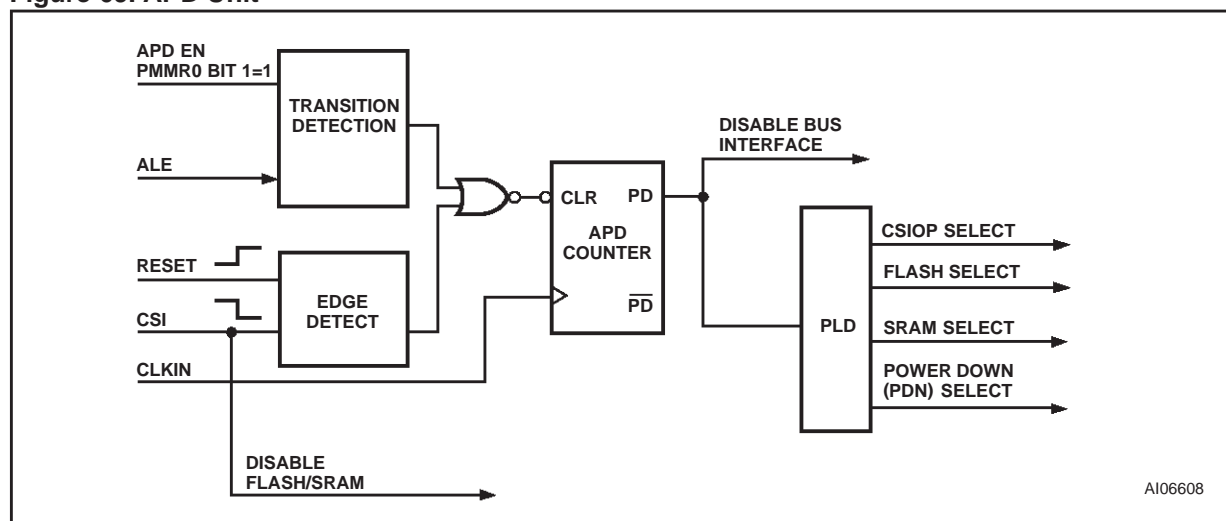 APD EN
PMMR0 BIT 1=1
TRANSITION
DETECTION
ALE
RESET
CSI
EDGE
DETECT
CLKIN
DISABLE
FLASH/SRAM
CLR
PD
APD
COUNTER
PD
DISABLE BUS
INTERFACE
PLD
CSIOP SELECT
FLASH SELECT
SRAM SELECT
POWER DOWN
(PDN) SELECT
AI06608